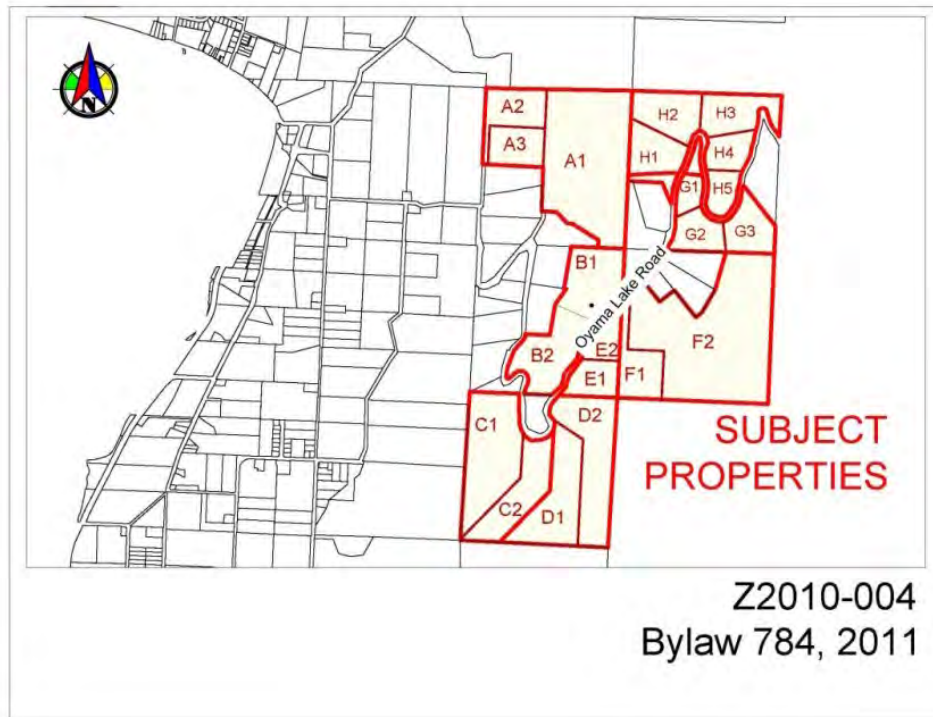 A2
H2
H3
A3
A1
H1
H4
G1
H5
G2
G3
B1
Oyama Lake Road
B2
E2
F2
E1
F1
C1
D2
SUBJECT
PROPERTIES
C2
D1
N
Z2010-004
Bylaw 784, 2011